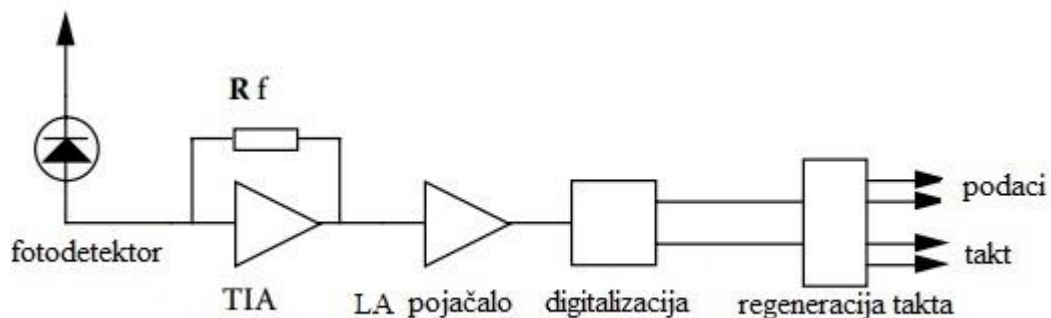 R f
podaci
fotodetektor
takt
TIA
LA pojačalo
digitalizacija
regeneracija takta